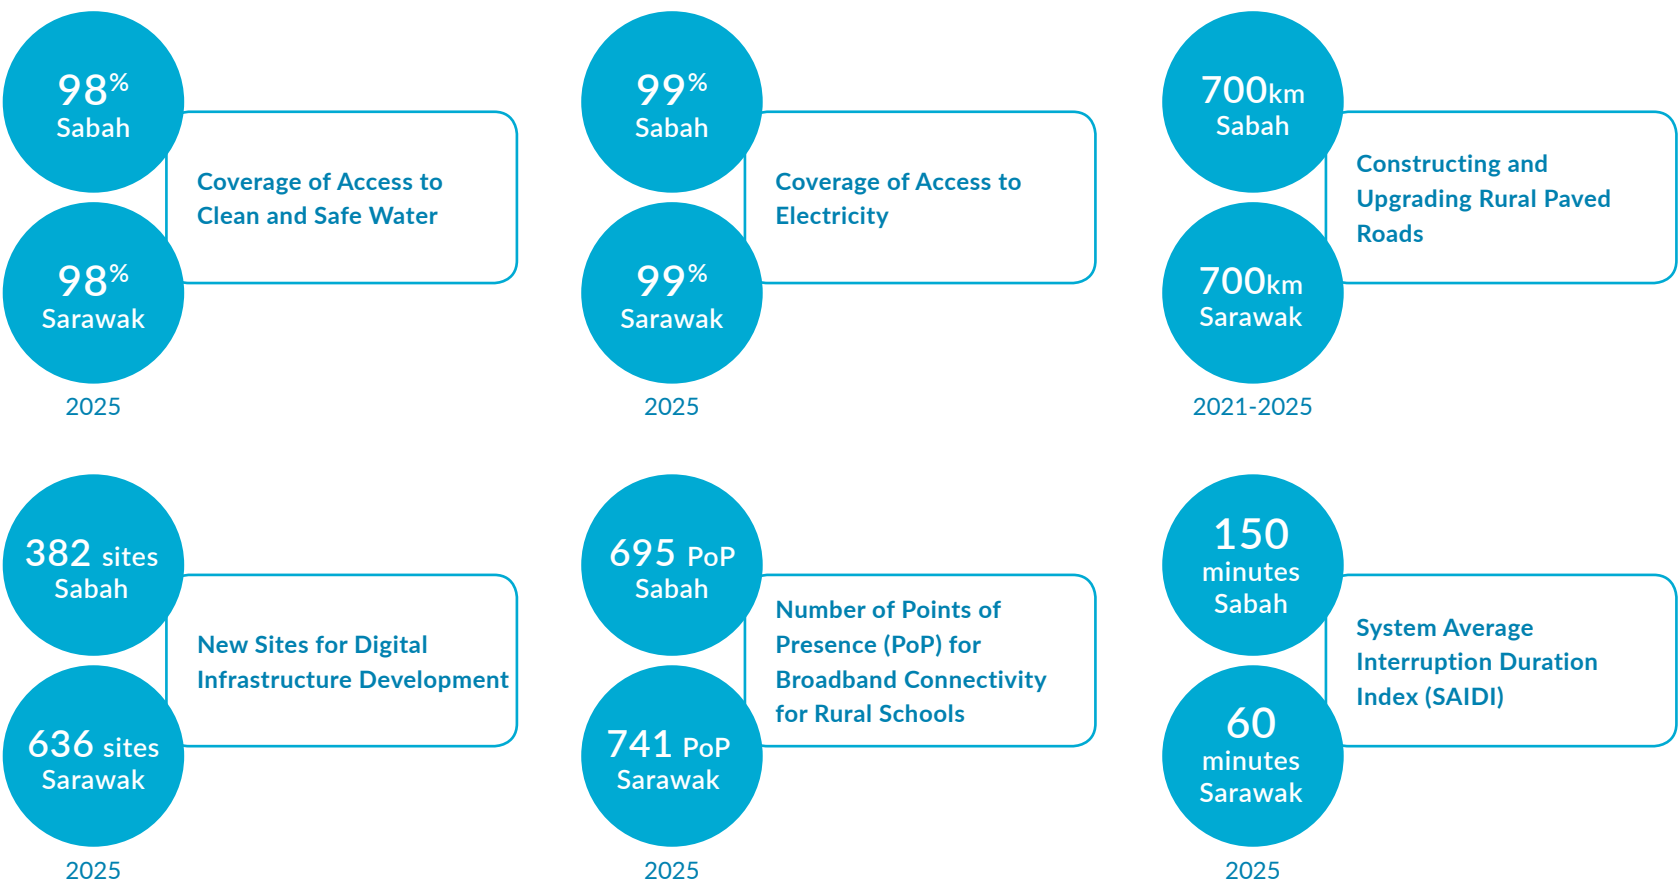 98%
Sabah
98%
Sarawak
Coverage of Access to
Clean and Safe Water
2025
99%
Sabah
99%
Sarawak
Coverage of Access to
Electricity
2025
700km
Sabah
700km
Sarawak
Constructing and
Upgrading Rural Paved
Roads
2021-2025
382 sites
Sabah
636 sites
Sarawak
New Sites for Digital
Infrastructure Development
2025
695 PoP
Sabah
741 PoP
Sarawak
Number of Points of
Presence (PoP) for
Broadband Connectivity
for Rural Schools
2025
150
minutes
Sabah
60
minutes
Sarawak
System Average
Interruption Duration
Index (SAIDI)
2025